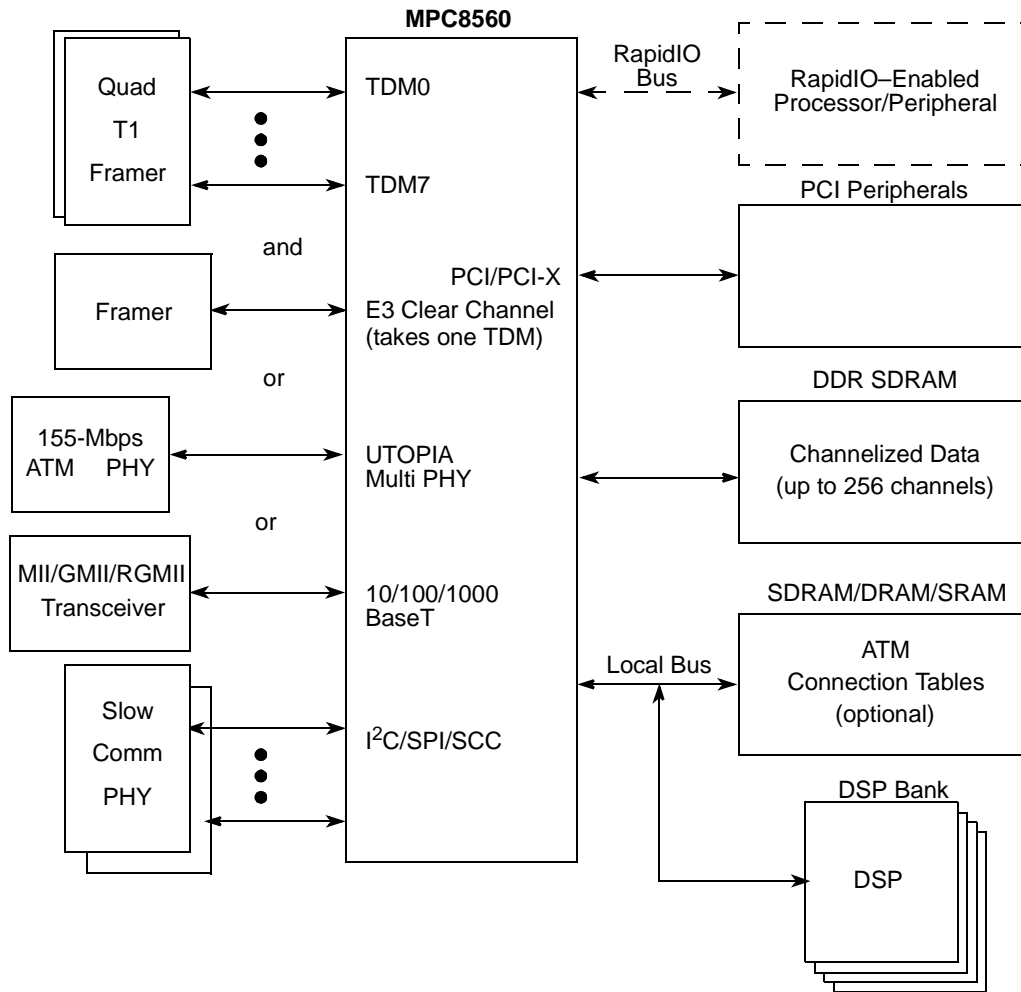 MPC8560
Quad
T1
Framer
TDM0
TDM7
and
Framer
PCI/PCI-X
E3 Clear Channel
(takes one TDM)
or
155-Mbps
ATM PHY
UTOPIA
Multi PHY
or
MII/GMII/RGMII
Transceiver
10/100/1000
BaseT
Slow
Comm
PHY
I²C/SPI/SCC
RapidIO
Bus
RapidIO–Enabled
Processor/Peripheral
PCI Peripherals
DDR SDRAM
Channelized Data
(up to 256 channels)
SDRAM/DRAM/SRAM
Local Bus
ATM
Connection Tables
(optional)
DSP Bank
DSP